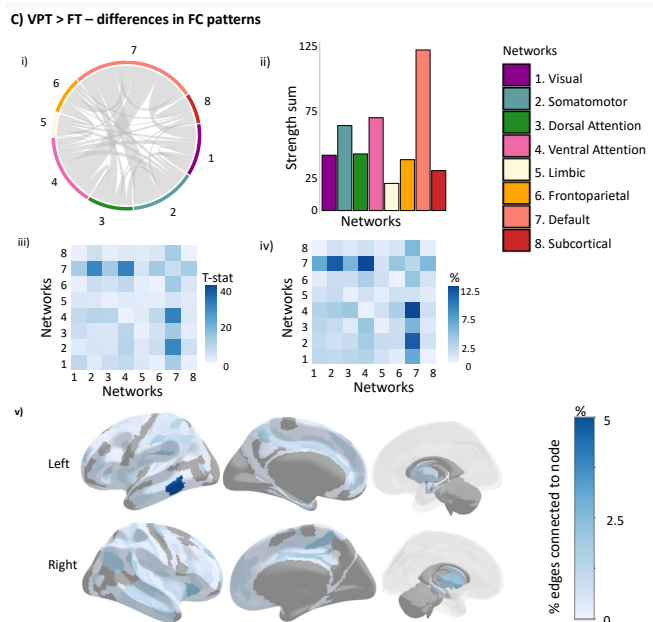 C) VPT > FT – differences in FC patterns
i)
7
6
8
5
1
4
2
3
ii)
125
75
25
0
Strength sum
Networks
Networks
1. Visual
2. Somatomotor
3. Dorsal Attention
4. Ventral Attention
5. Limbic
6. Frontoparietal
7. Default
8. Subcortical
iii)
8
7
6
5
4
3
2
1
Networks
1 2 3 4 5 6 7 8
Networks
T-stat
40
20
0
iv)
8
7
6
5
4
3
2
1
Networks
1 2 3 4 5 6 7 8
Networks
%
12.5
7.5
2.5
0
v)
Left
Right
%
5
2.5
0
% edges connected to node